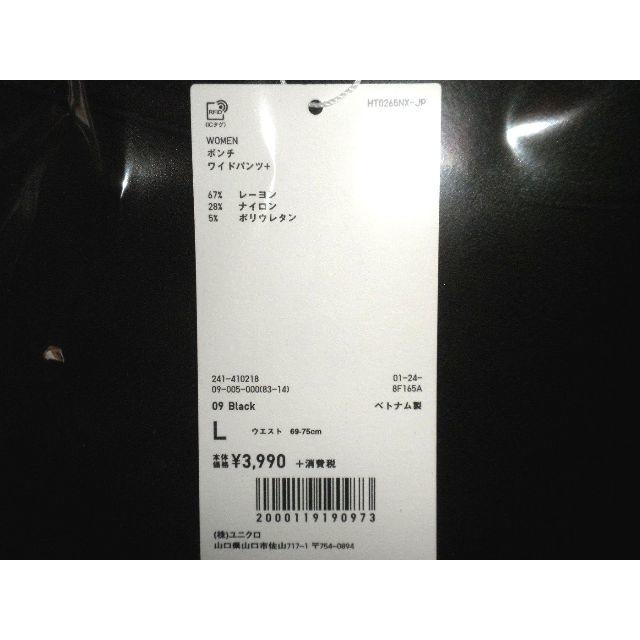 HT0265NX-JP
RFID
(ICタグ)
WOMEN
ポンチ
ワイドパンツ+
67% レーヨン
28% ナイロン
5% ポリウレタン
241-410218 01-24-
09-005-000(83-14) 8F165A
09 Black ベトナム製
L ウエスト 69-75cm
本体価格 ¥3,990 +消費税
2000119190973
(株)ユニクロ
山口県山口市佐山717-1 〒754-0894